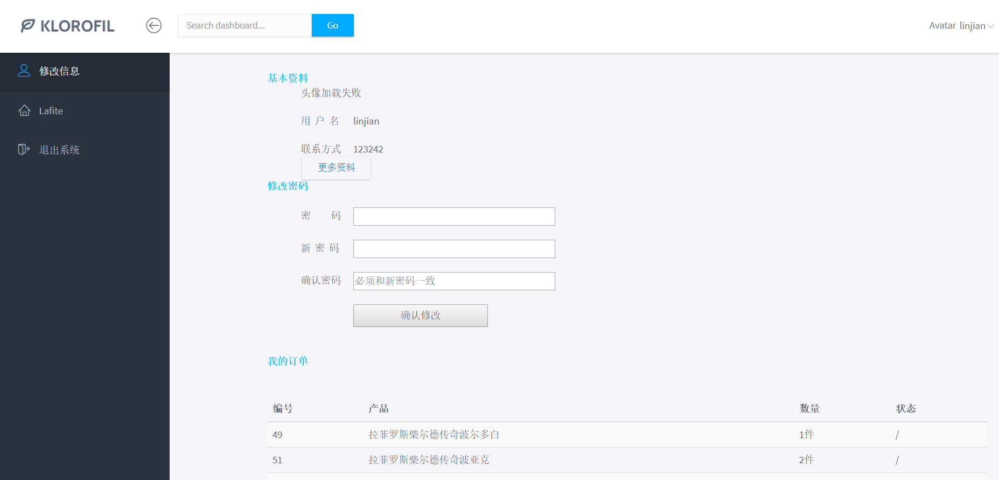 KLOROFIL
Search dashboard...
Go
Avatar linjian
修改信息
Lafite
退出系统
基本资料
头像加载失败
用 户 名 linjian
联系方式 123242
更多资料
修改密码
密 码
新 密 码
确认密码 必须和新密码一致
确认修改
我的订单
编号 产品 数量 状态
49 拉菲罗斯柴尔德传奇波尔多白 1件 /
51 拉菲罗斯柴尔德传奇波亚克 2件 /